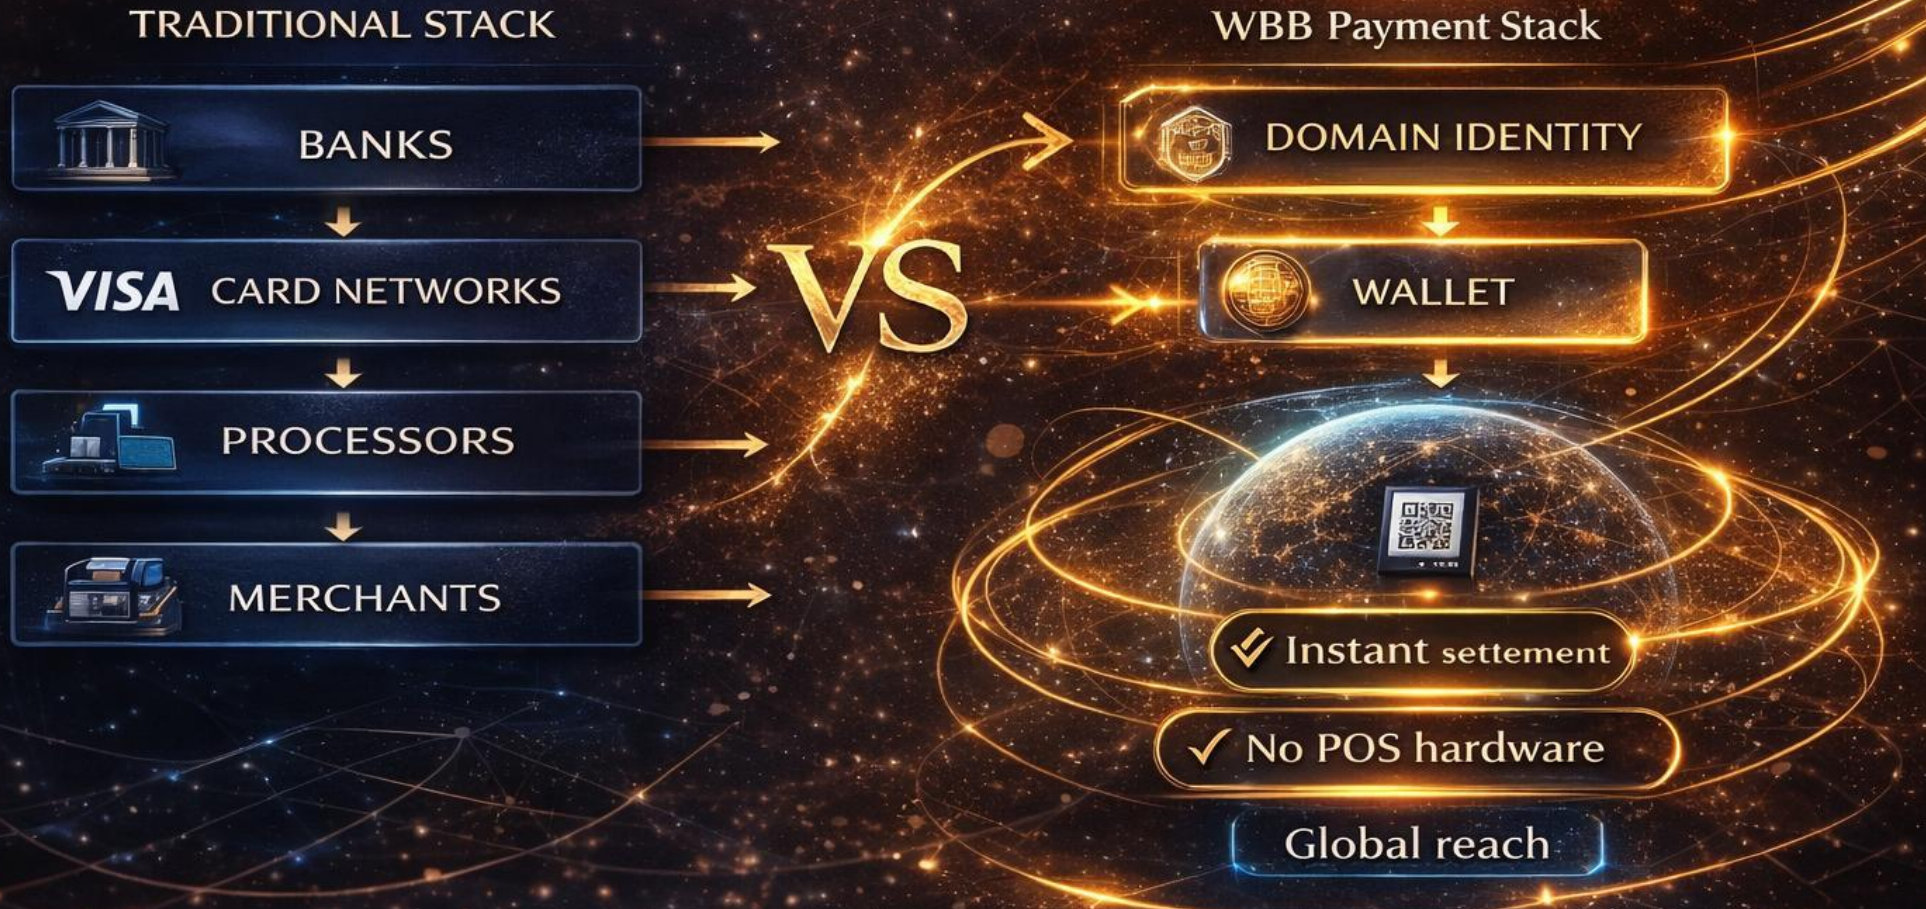 TRADITIONAL STACK
BANKS
VISA CARD NETWORKS
PROCESSORS
MERCHANTS
VS
WBB Payment Stack
DOMAIN IDENTITY
WALLET
Instant settement
No POS hardware
Global reach